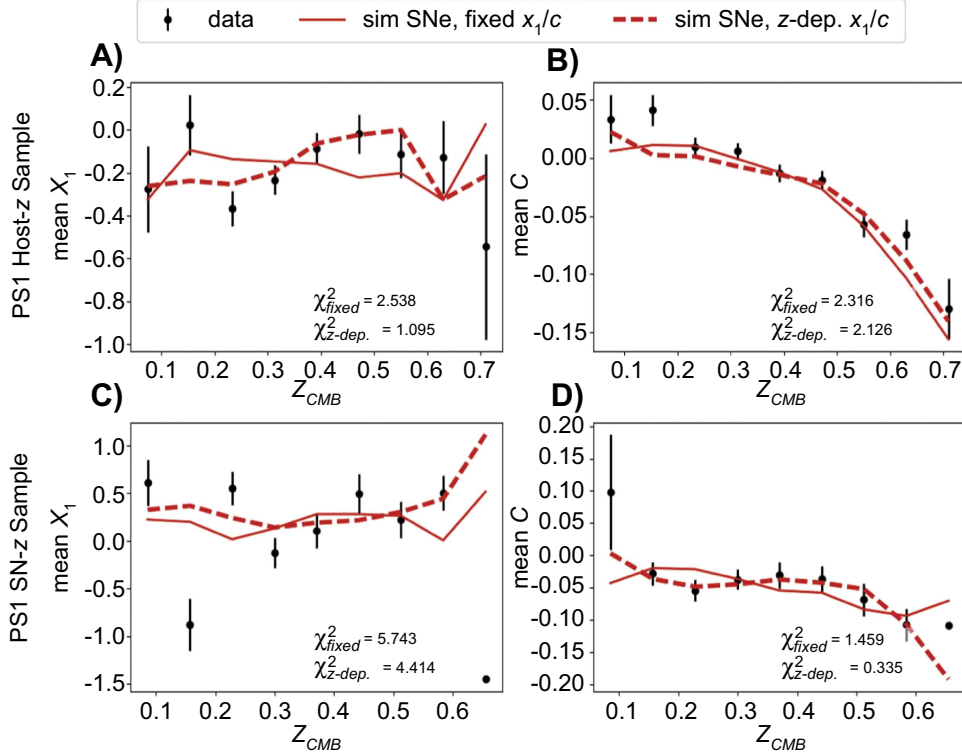 data
sim SNe, fixed x₁/c
sim SNe, z-dep. x₁/c
A)
PS1 Host-z Sample
mean X₁
0.2
0.0
-0.2
-0.4
-0.6
-0.8
-1.0
χ²fixed = 2.538
χ²z-dep. = 1.095
0.1 0.2 0.3 0.4 0.5 0.6 0.7
Z_CMB
B)
mean C
0.05
0.00
-0.05
-0.10
-0.15
χ²fixed = 2.316
χ²z-dep. = 2.126
0.1 0.2 0.3 0.4 0.5 0.6 0.7
Z_CMB
C)
PS1 SN-z Sample
mean X₁
1.0
0.5
0.0
-0.5
-1.0
-1.5
χ²fixed = 5.743
χ²z-dep. = 4.414
0.1 0.2 0.3 0.4 0.5 0.6
Z_CMB
D)
mean C
0.20
0.15
0.10
0.05
0.00
-0.05
-0.10
-0.15
-0.20
χ²fixed = 1.459
χ²z-dep. = 0.335
0.1 0.2 0.3 0.4 0.5 0.6
Z_CMB